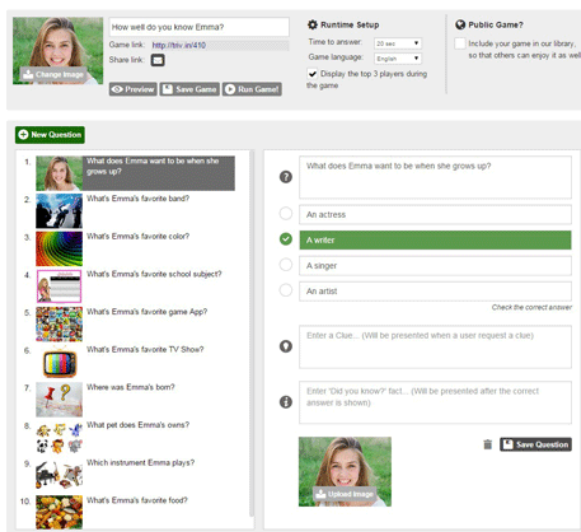 How well do you know Emma?
Game link: http://triv.in/410
Share link:
Change Image
Preview
Save Game
Run Game!
Runtime Setup
Time to answer: 20 sec
Game language: English
Display the top 3 players during
the game
Public Game?
Include your game in our library,
so that others can enjoy it as well
New Question
1. What does Emma want to be when she
grows up?
2. What's Emma's favorite band?
3. What's Emma's favorite color?
4. What's Emma's favorite school subject?
5. What's Emma's favorite game App?
6. What's Emma's favorite TV Show?
7. Where was Emma's born?
8. What pet does Emma's owns?
9. Which instrument Emma plays?
10. What's Emma's favorite food?
What does Emma want to be when she grows up?
An actress
A writer
A singer
An artist
Check the correct answer
Enter a Clue... (Will be presented when a user request a clue)
Enter 'Did you know?' fact... (Will be presented after the correct
answer is shown)
Upload Image
Save Question